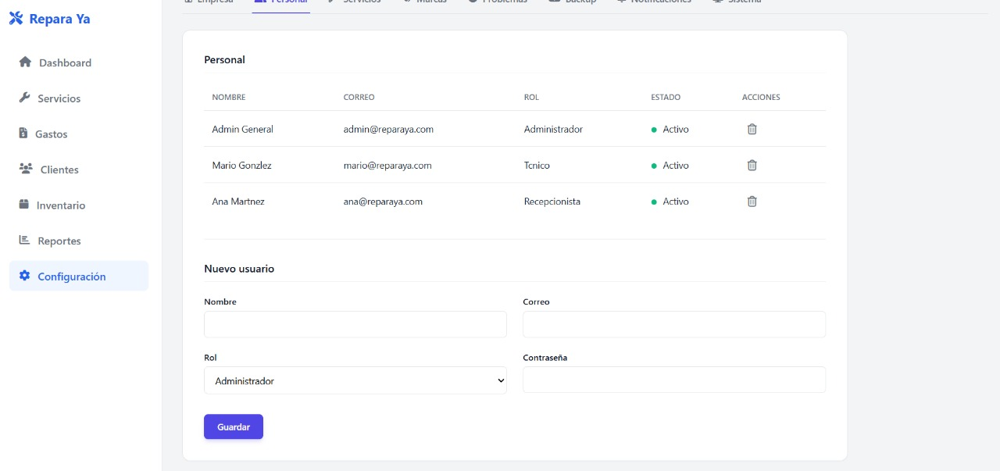 Empresa Personal Servicios Marcas Problemas Backup Notificaciones Sistema
Repara Ya
Dashboard
Servicios
Gastos
Clientes
Inventario
Reportes
Configuración
Personal
NOMBRE CORREO ROL ESTADO ACCIONES
Admin General admin@reparaya.com Administrador Activo
Mario Gonzlez mario@reparaya.com Tcnico Activo
Ana Martnez ana@reparaya.com Recepcionista Activo
Nuevo usuario
Nombre Correo
Rol Contraseña
Administrador
Guardar